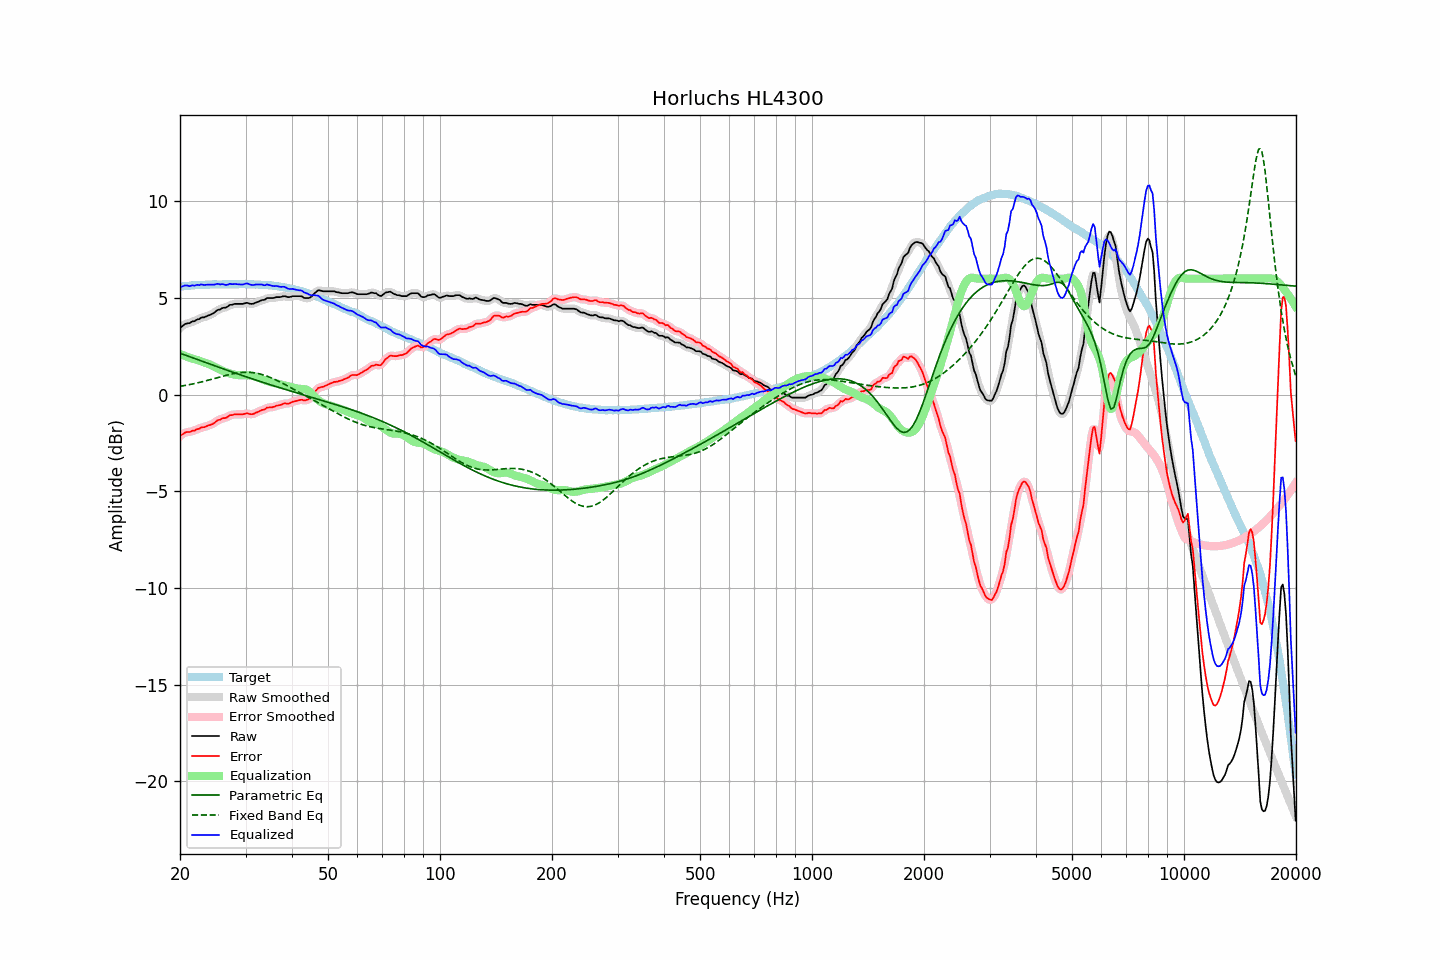 Horluchs HL4300
Amplitude (dBr)
10
5
0
−5
−10
−15
−20
Target
Raw Smoothed
Error Smoothed
Raw
Error
Equalization
Parametric Eq
Fixed Band Eq
Equalized
20 50 100 200 500 1000 2000 5000 10000 20000
Frequency (Hz)